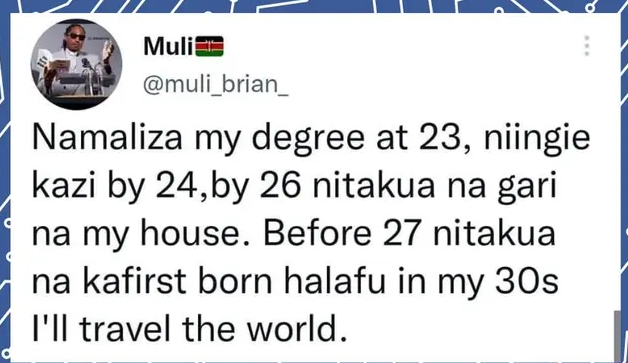 Muli🇰🇪
@muli_brian_
Namaliza my degree at 23, niingie
kazi by 24,by 26 nitakua na gari
na my house. Before 27 nitakua
na kafirst born halafu in my 30s
I'll travel the world.